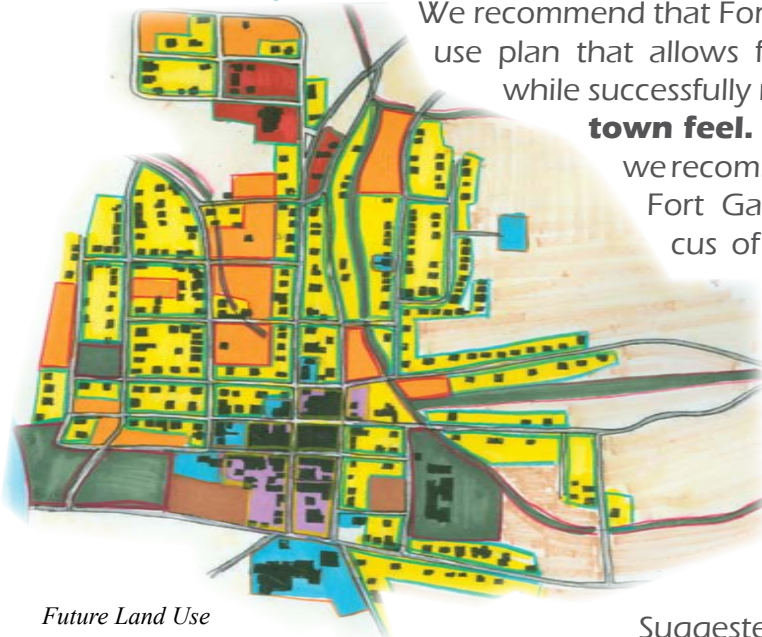 We recommend that For
use plan that allows f
while successfully
town feel.
we recom
Fort Ga
cus of
Future Land Use
Suggeste